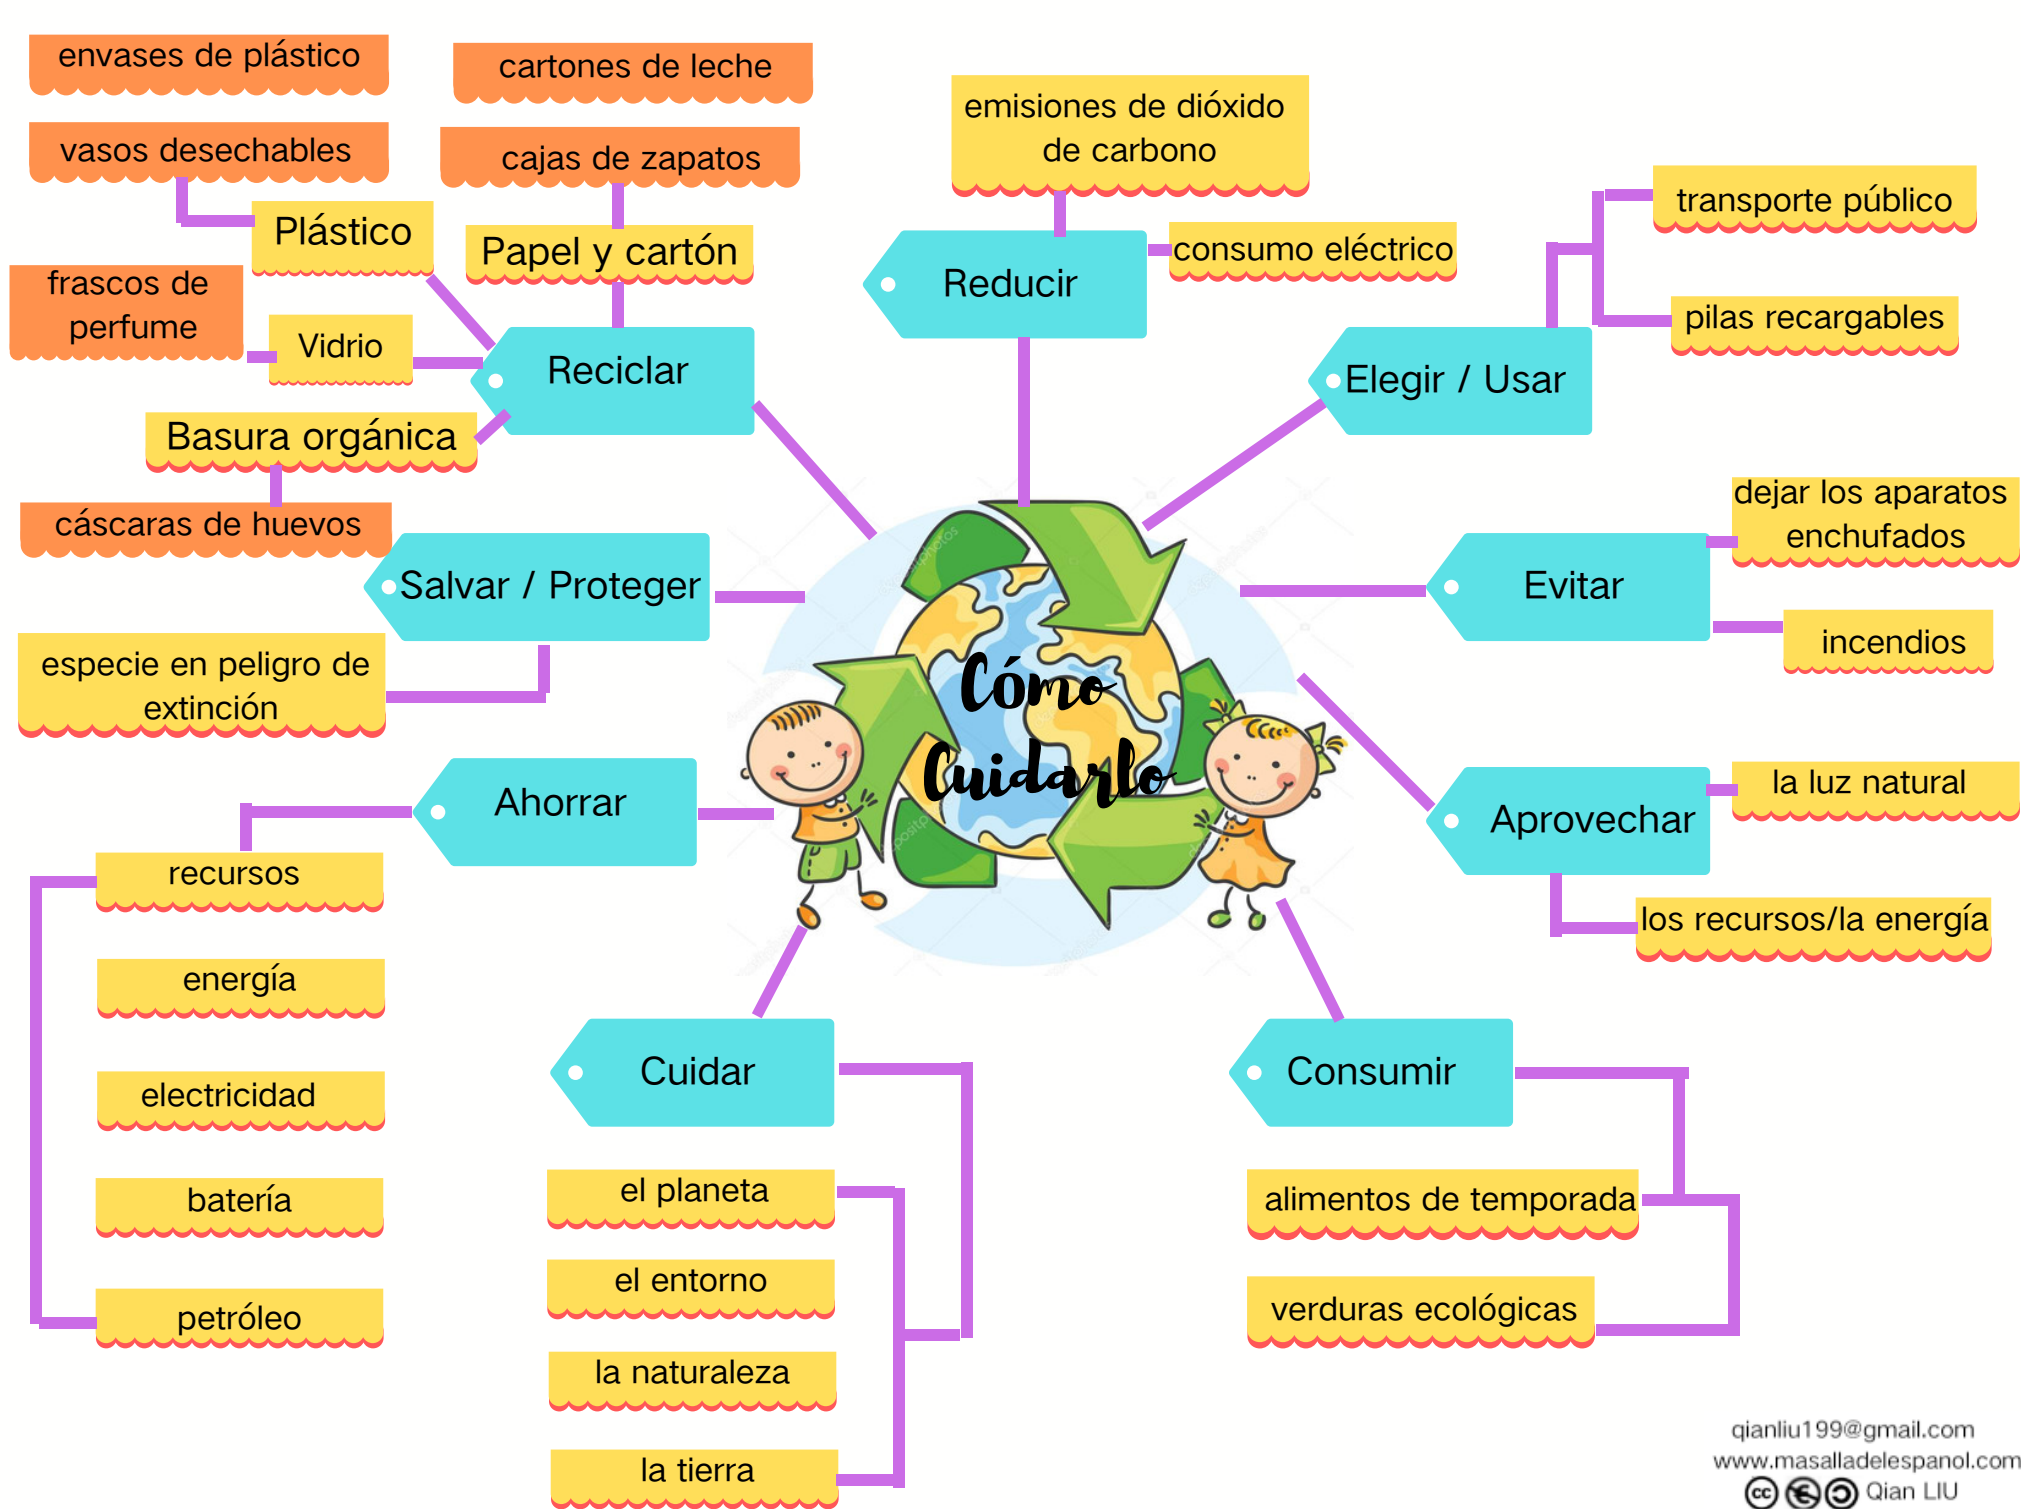 envases de plástico
vasos desechables
cartones de leche
cajas de zapatos
Plástico
Papel y cartón
frascos de
perfume
Vidrio
Reciclar
Basura orgánica
cáscaras de huevos
emisiones de dióxido
de carbono
consumo eléctrico
Reducir
transporte público
pilas recargables
Elegir / Usar
dejar los aparatos
enchufados
Evitar
incendios
Salvar / Proteger
especie en peligro de
extinción
Cómo
Cuidarlo
Ahorrar
recursos
energía
electricidad
batería
petróleo
la luz natural
Aprovechar
los recursos/la energía
Cuidar
el planeta
el entorno
la naturaleza
la tierra
Consumir
alimentos de temporada
verduras ecológicas
qianliu199@gmail.com
www.masalladelespanol.com
cc Qian LIU